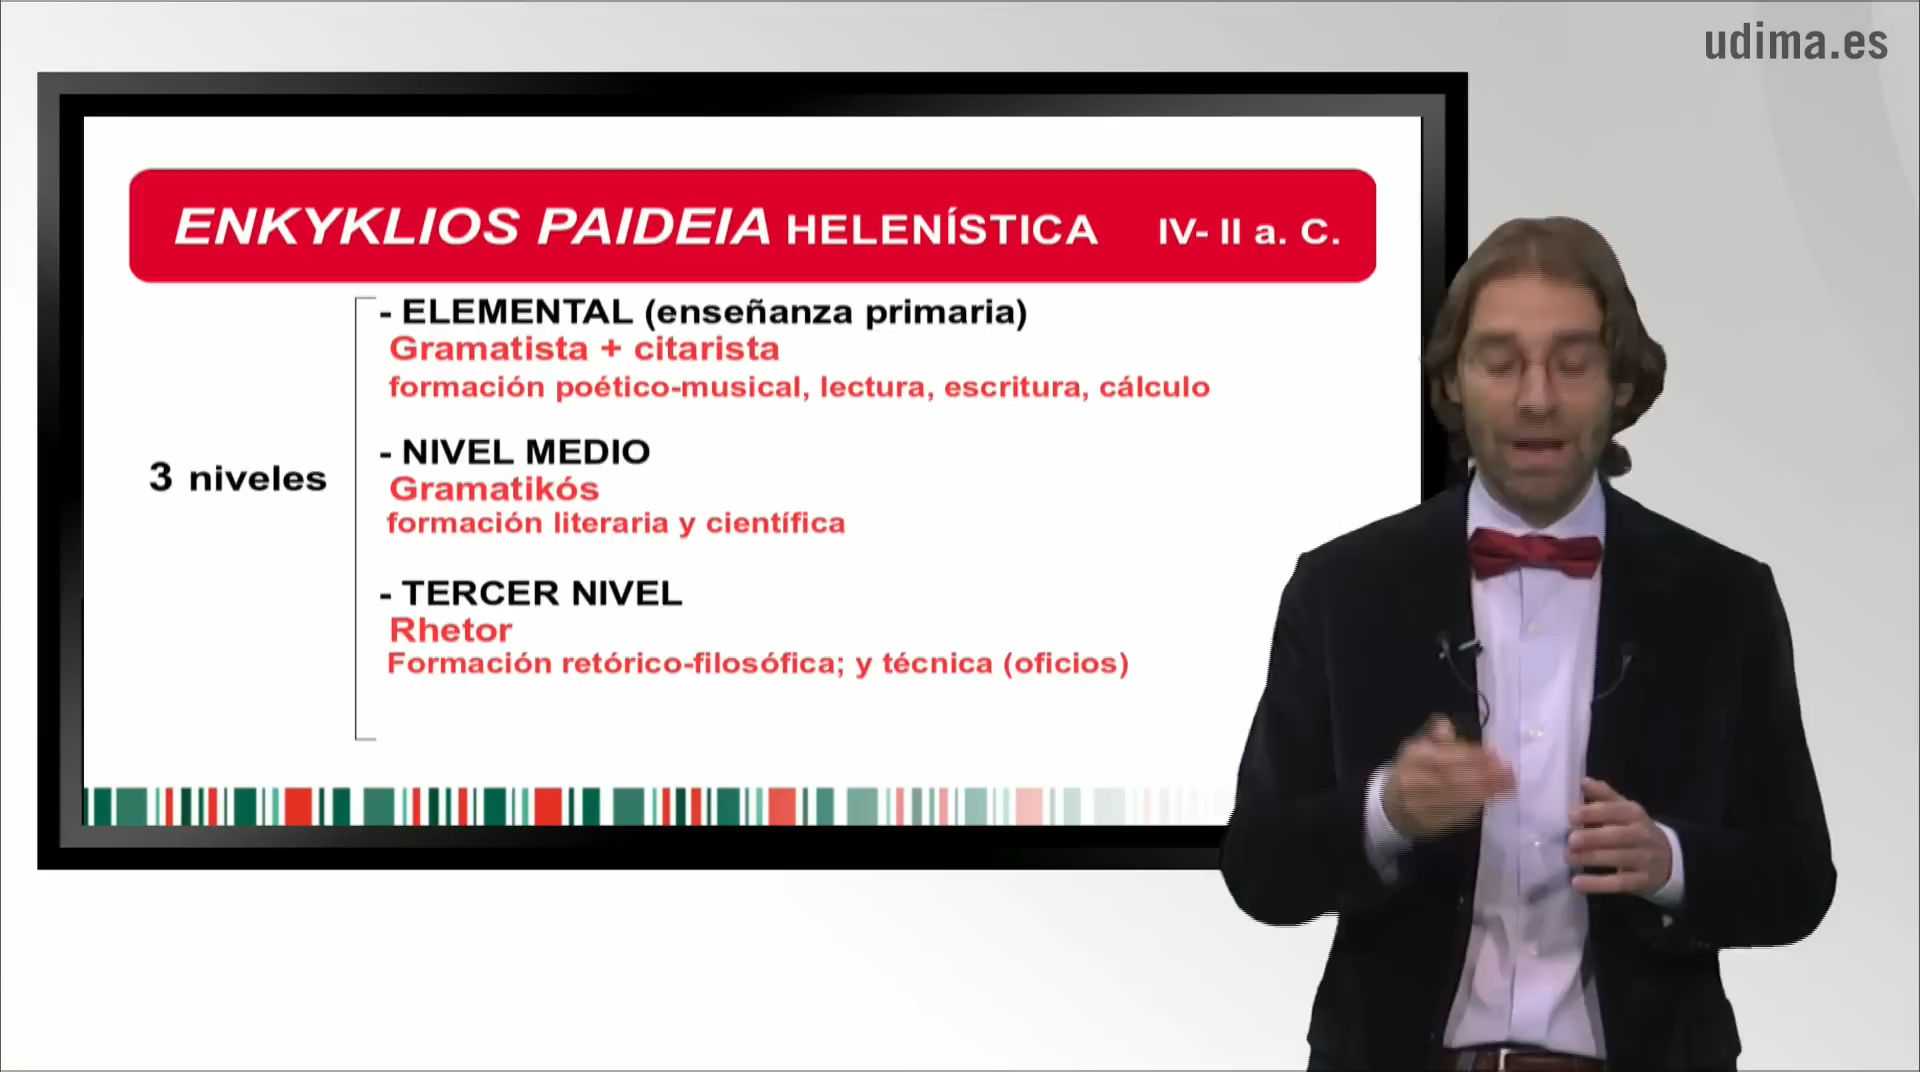 udima.es
ENKYKLIOS PAIDEIA HELENÍSTICA IV- II a. C.
- ELEMENTAL (enseñanza primaria)
Gramatista + citarista
formación poético-musical, lectura, escritura, cálculo
3 niveles
- NIVEL MEDIO
Gramatikós
formación literaria y científica
- TERCER NIVEL
Rhetor
Formación retórico-filosófica; y técnica (oficios)